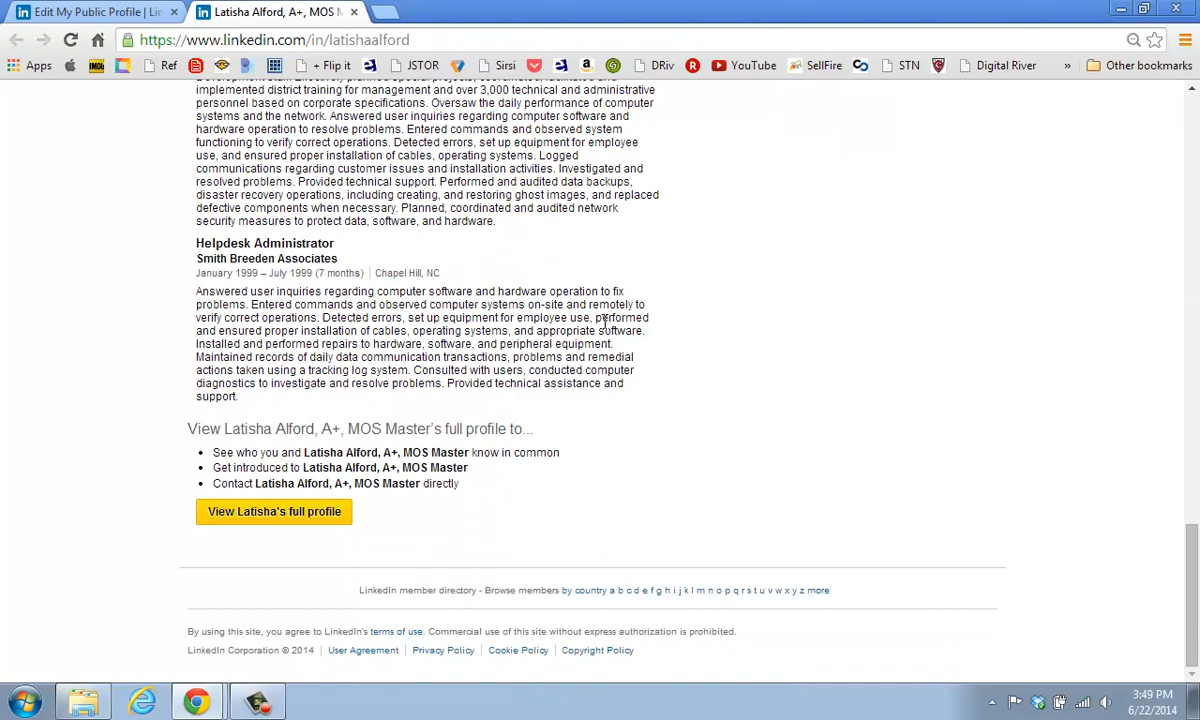 Edit My Public Profile | Lin
Latisha Alford, A+, MOS M
https://www.linkedin.com/in/latishaalford
Apps
Ref
+ Flip it
JSTOR
Sirsi
DRiv
YouTube
SellFire
STN
Digital River
»
Other bookmarks
implemented district training for management and over 3,000 technical and administrative
personnel based on corporate specifications. Oversaw the daily performance of computer
systems and the network. Answered user inquiries regarding computer software and
hardware operation to resolve problems. Entered commands and observed system
functioning to verify correct operations. Detected errors, set up equipment for employee
use, and ensured proper installation of cables, operating systems. Logged
communications regarding customer issues and installation activities. Investigated and
resolved problems. Provided technical support. Performed and audited data backups,
disaster recovery operations, including creating, and restoring ghost images, and replaced
defective components when necessary. Planned, coordinated and audited network
security measures to protect data, software, and hardware.
Helpdesk Administrator
Smith Breeden Associates
January 1999 – July 1999 (7 months) | Chapel Hill, NC
Answered user inquiries regarding computer software and hardware operation to fix
problems. Entered commands and observed computer systems on-site and remotely to
verify correct operations. Detected errors, set up equipment for employee use, performed
and ensured proper installation of cables, operating systems, and appropriate software.
Installed and performed repairs to hardware, software, and peripheral equipment.
Maintained records of daily data communication transactions, problems and remedial
actions taken using a tracking log system. Consulted with users, conducted computer
diagnostics to investigate and resolve problems. Provided technical assistance and
support.
View Latisha Alford, A+, MOS Master's full profile to...
• See who you and Latisha Alford, A+, MOS Master know in common
• Get introduced to Latisha Alford, A+, MOS Master
• Contact Latisha Alford, A+, MOS Master directly
View Latisha's full profile
LinkedIn member directory - Browse members by country a b c d e f g h i j k l m n o p q r s t u v w x y z more
By using this site, you agree to LinkedIn's terms of use. Commercial use of this site without express authorization is prohibited.
LinkedIn Corporation © 2014 | User Agreement | Privacy Policy | Cookie Policy | Copyright Policy
3:49 PM
6/22/2014